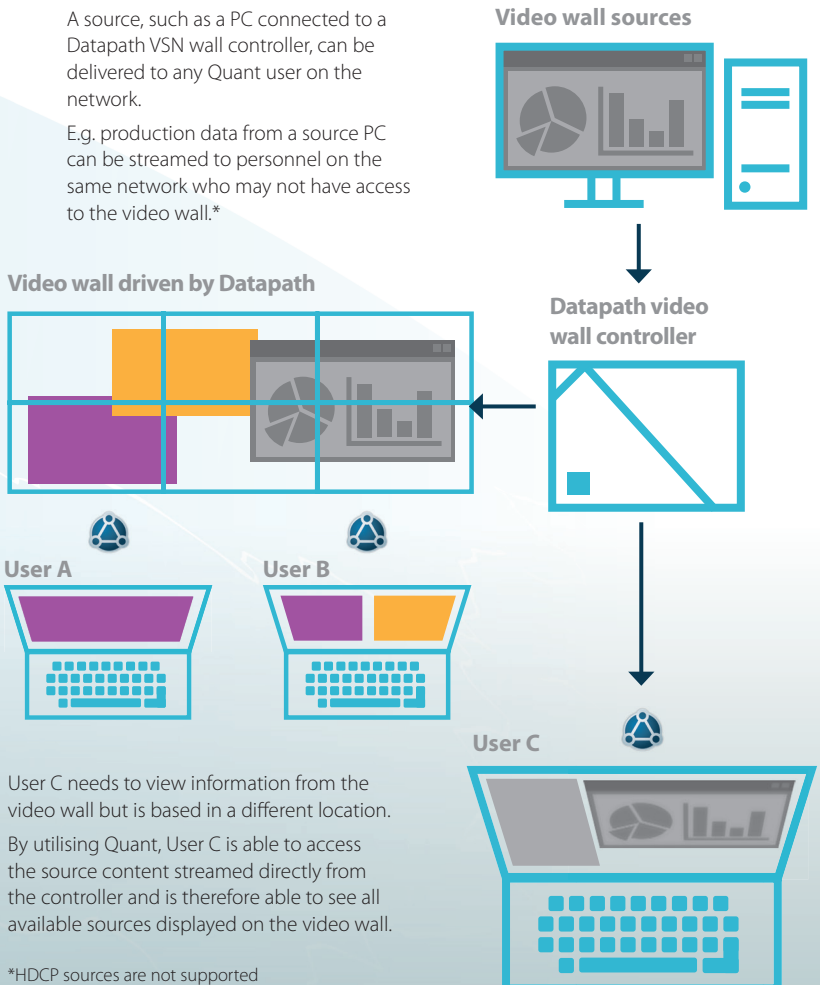 A source, such as a PC connected to a
Datapath VSN wall controller, can be
delivered to any Quant user on the
network.
E.g. production data from a source PC
can be streamed to personnel on the
same network who may not have access
to the video wall.*
Video wall sources
Video wall driven by Datapath
Datapath video
wall controller
User A
User B
User C
User C needs to view information from the
video wall but is based in a different location.
By utilising Quant, User C is able to access
the source content streamed directly from
the controller and is therefore able to see all
available sources displayed on the video wall.
*HDCP sources are not supported